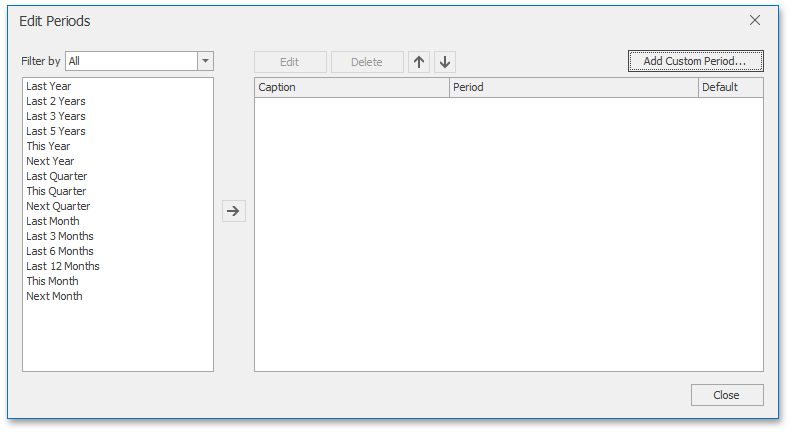 Edit Periods
Filter by All
Edit Delete Add Custom Period...
Caption Period Default
Last Year
Last 2 Years
Last 3 Years
Last 5 Years
This Year
Next Year
Last Quarter
This Quarter
Next Quarter
Last Month
Last 3 Months
Last 6 Months
Last 12 Months
This Month
Next Month
Close